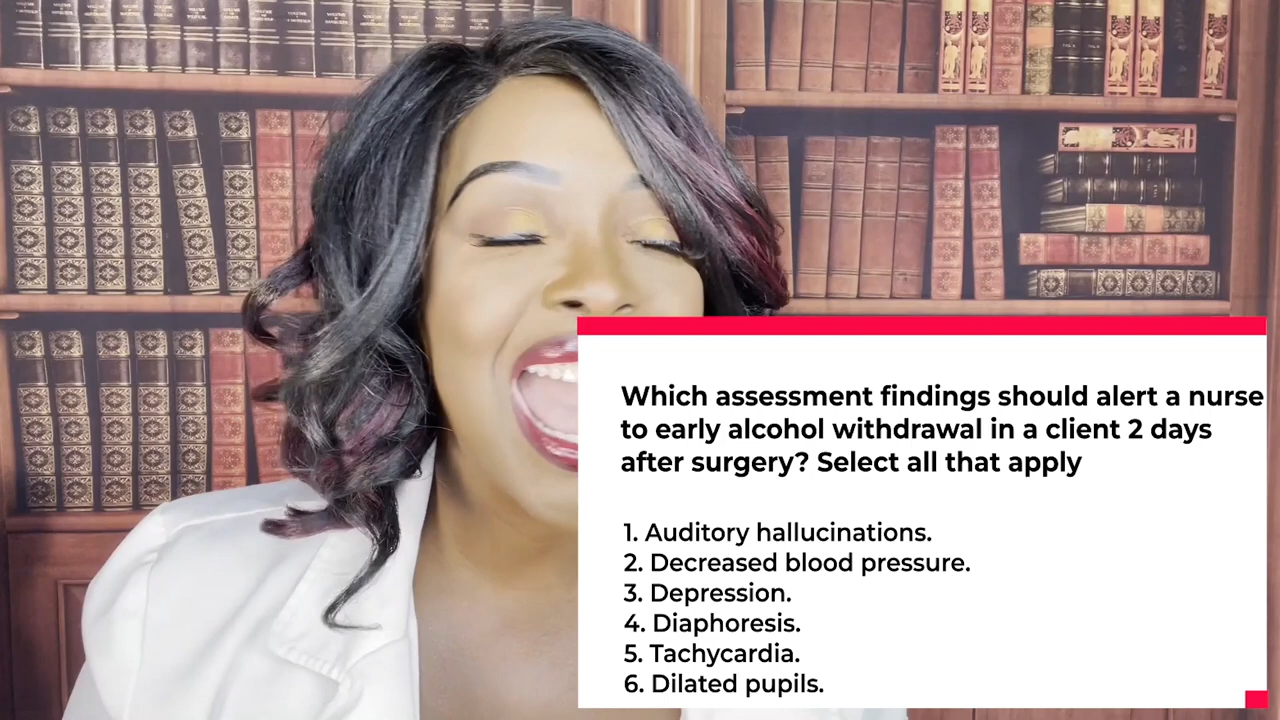 Which assessment findings should alert a nurse
to early alcohol withdrawal in a client 2 days
after surgery? Select all that apply
1. Auditory hallucinations.
2. Decreased blood pressure.
3. Depression.
4. Diaphoresis.
5. Tachycardia.
6. Dilated pupils.